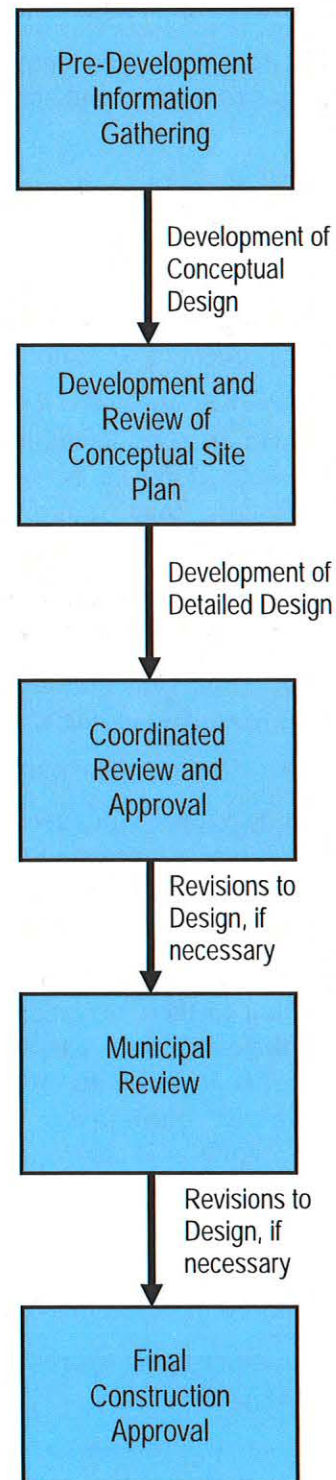 Pre-Development
Information
Gathering
Development of
Conceptual
Design
Development and
Review of
Conceptual Site
Plan
Development of
Detailed Design
Coordinated
Review and
Approval
Revisions to
Design, if
necessary
Municipal
Review
Revisions to
Design, if
necessary
Final
Construction
Approval